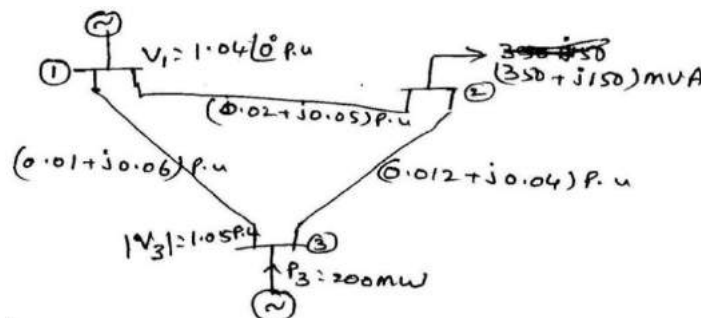 V₁ = 1.04∠0° P.U
①
(350 + j150) MVA
②
(0.02 + j0.05) P.U
(0.01 + j0.06) P.U
(0.012 + j0.04) P.U
|V₃| = 1.05 P.U
③
P₃ = 200 MW